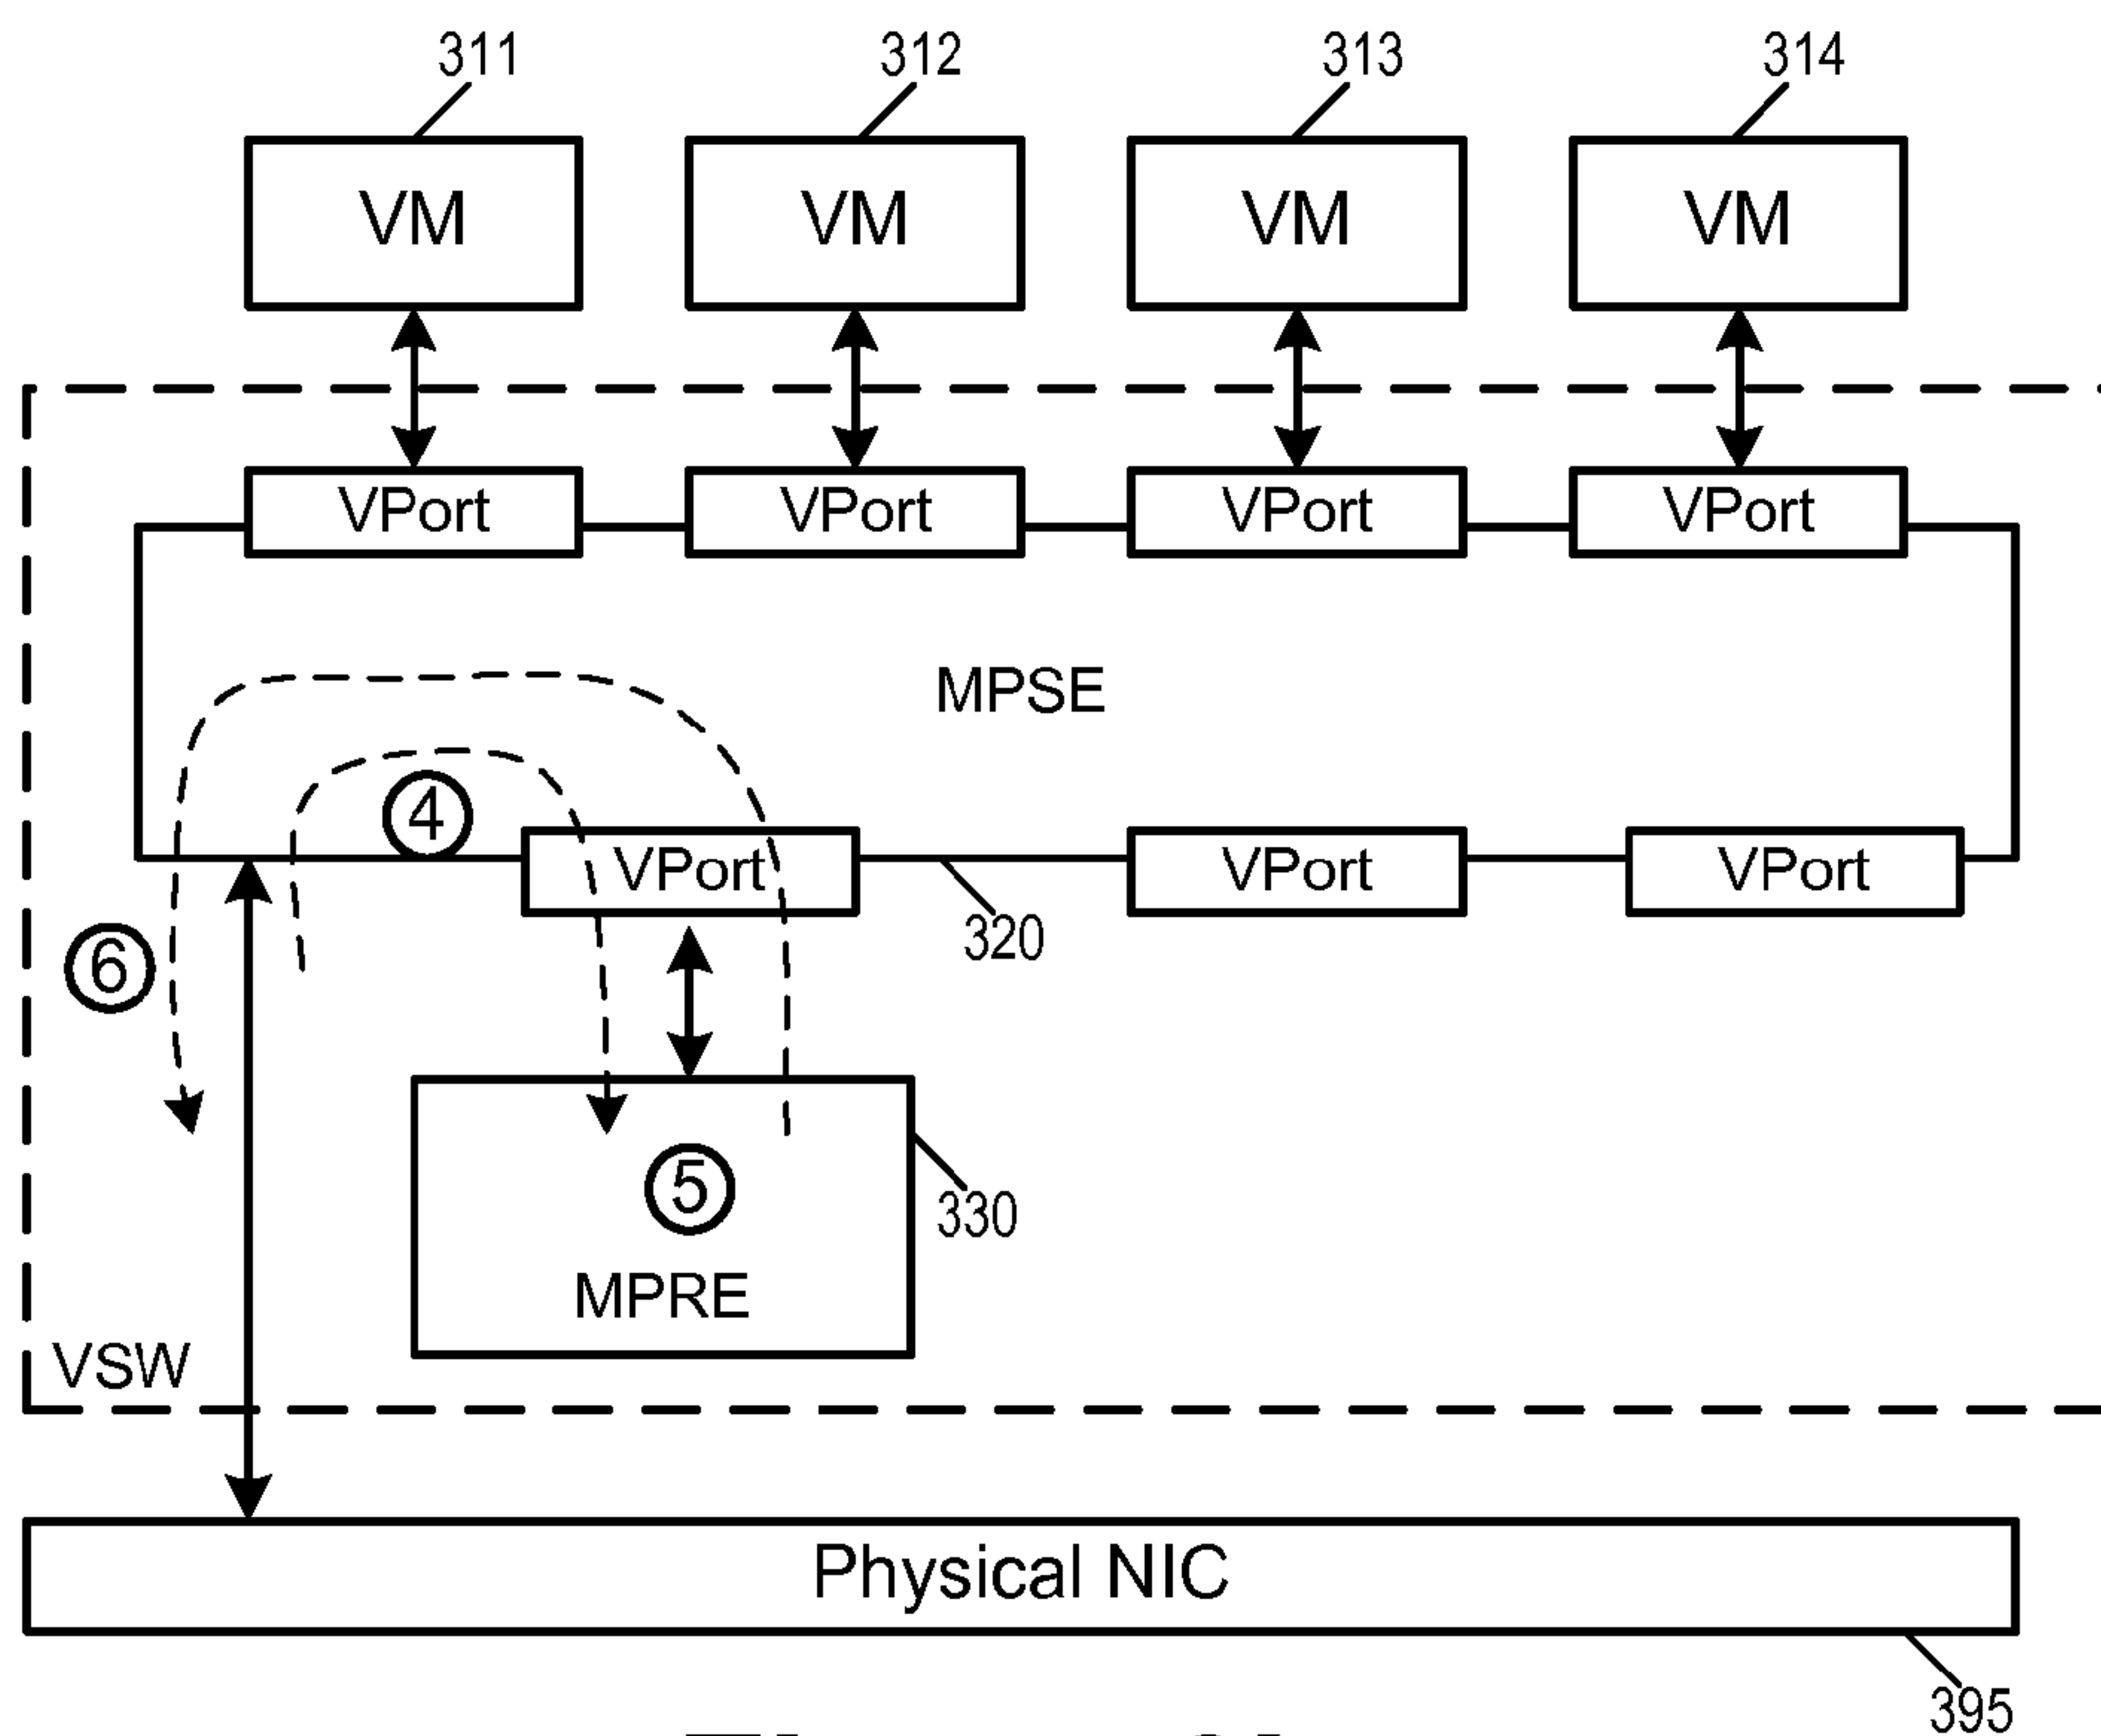 311 312 313 314
VM VM VM VM
VPort VPort VPort VPort
MPSE
4
VPort VPort VPort
320
6
5
330
MPRE
VSW
Physical NIC
395